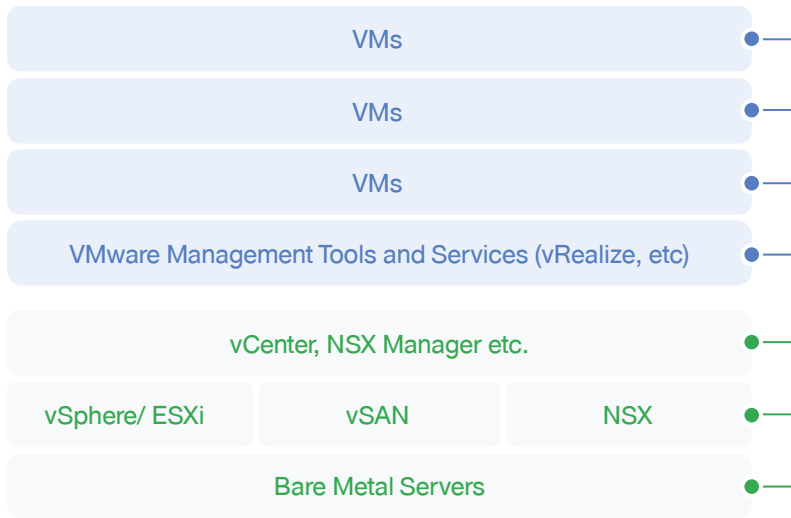 VMs
VMs
VMs
VMware Management Tools and Services (vRealize, etc)
vCenter, NSX Manager etc.
vSphere/ ESXi
vSAN
NSX
Bare Metal Servers